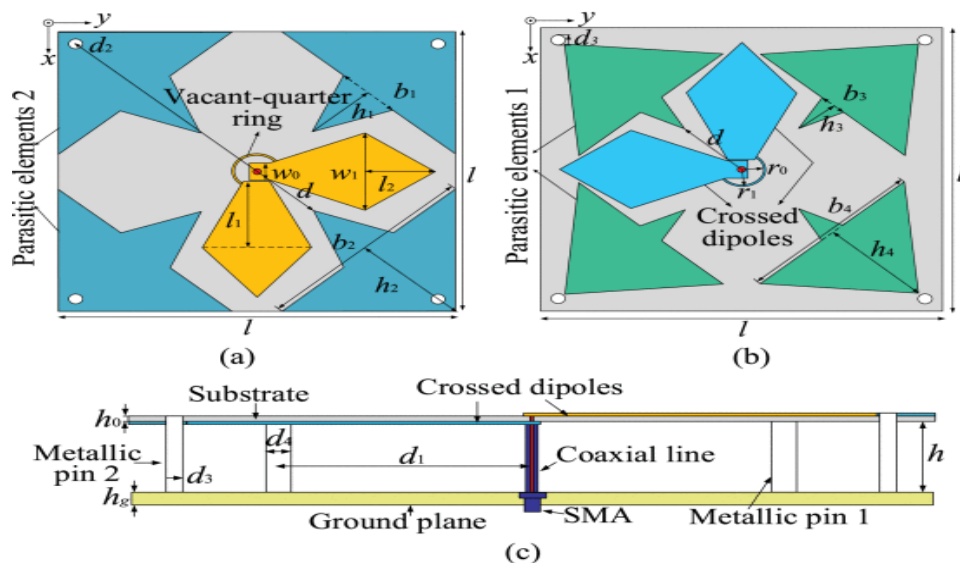 y
x
d2
Parasitic elements 2
Vacant-quarter
ring
b1
h1
w0
w1
l2
d
l1
b2
h2
l
l
(a)
y
x
d3
Parasitic elements 1
b3
h3
d
r0
r1
Crossed
dipoles
b4
h4
l
l
(b)
Substrate
Crossed dipoles
h0
d4
Metallic
pin 2
d3
d1
Coaxial line
h
hg
Ground plane
SMA
Metallic pin 1
(c)